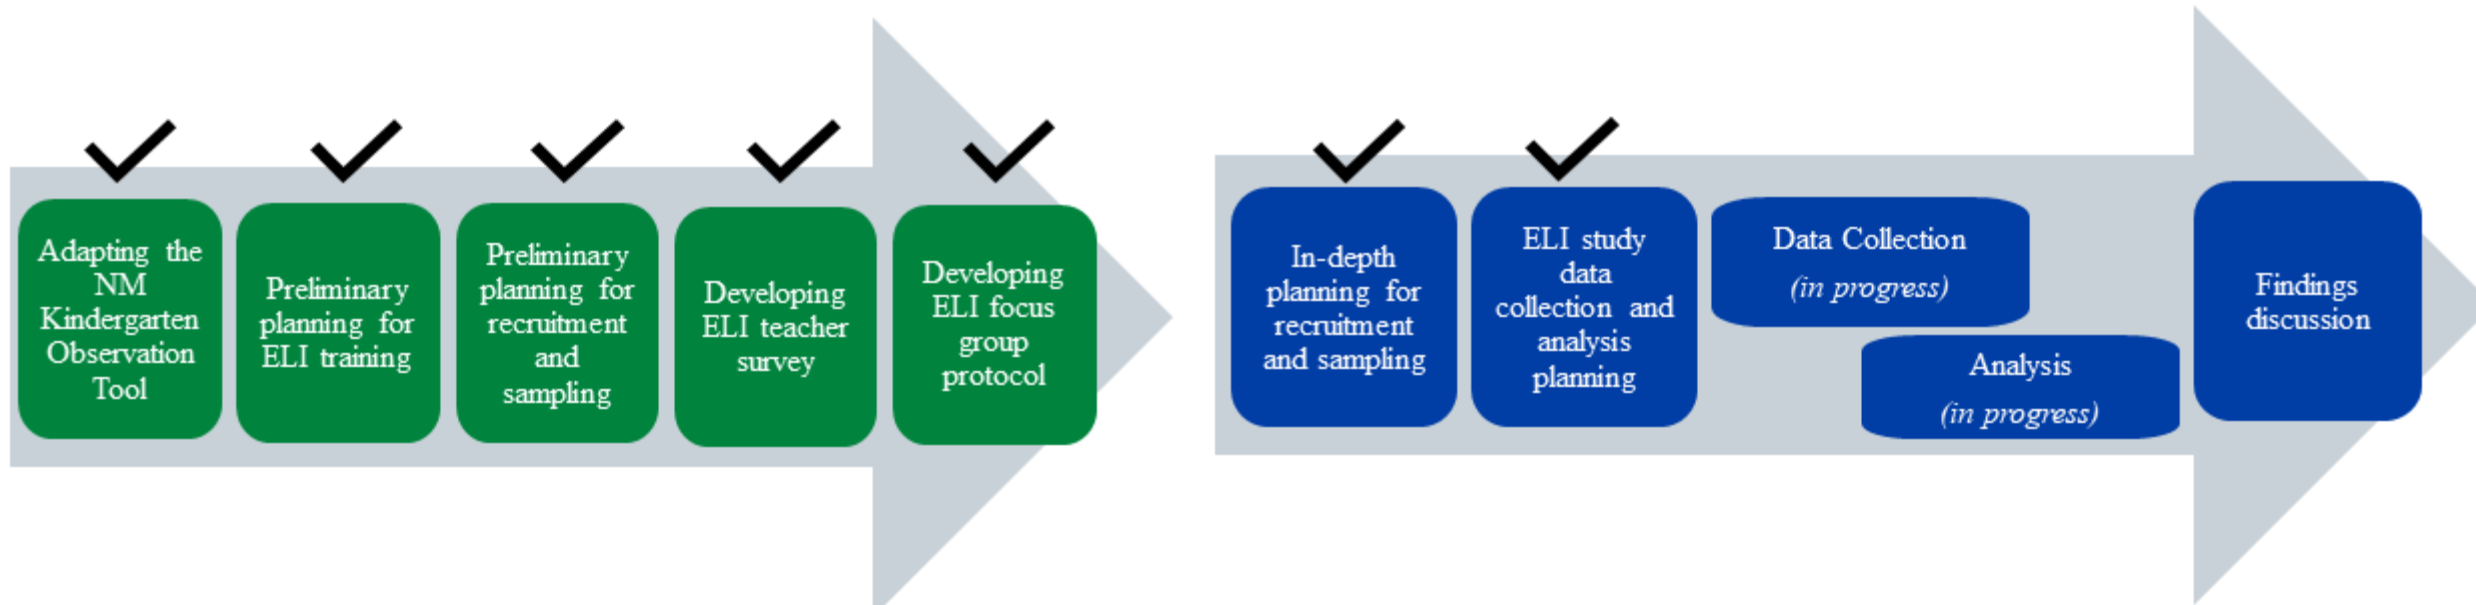 Adapting the
NM
Kindergarten
Observation
Tool
Preliminary
planning for
ELI training
Preliminary
planning for
recruitment
and
sampling
Developing
ELI teacher
survey
Developing
ELI focus
group
protocol
In-depth
planning for
recruitment
and sampling
ELI study
data
collection and
analysis
planning
Data Collection
(in progress)
Analysis
(in progress)
Findings
discussion